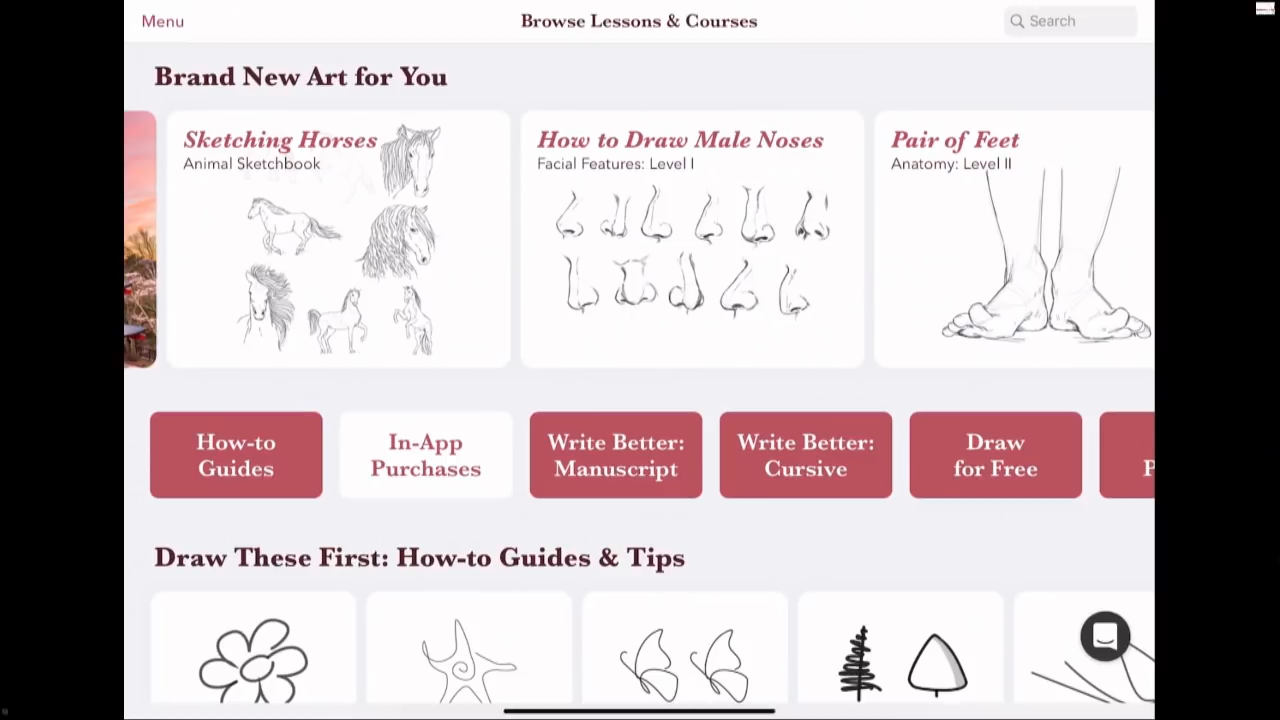 Menu
Browse Lessons & Courses
Search
Brand New Art for You
Sketching Horses
Animal Sketchbook
How to Draw Male Noses
Facial Features: Level I
Pair of Feet
Anatomy: Level II
How-to
Guides
In-App
Purchases
Write Better:
Manuscript
Write Better:
Cursive
Draw
for Free
P
Draw These First: How-to Guides & Tips